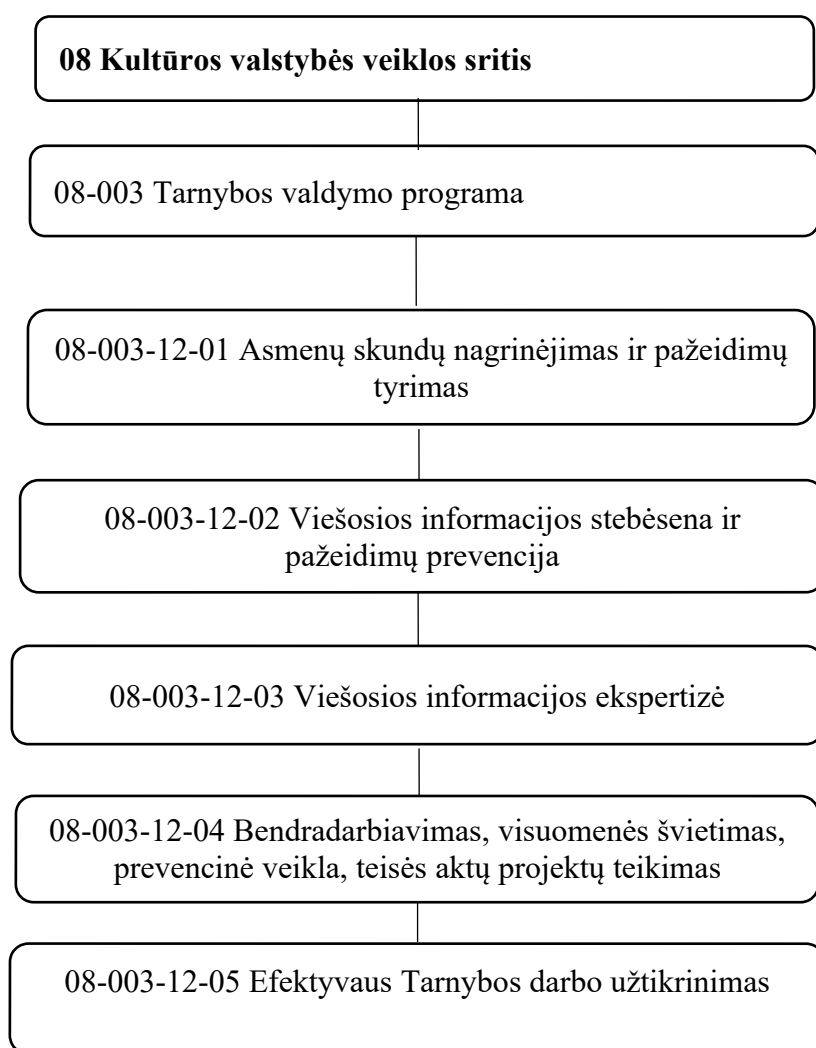 08 Kultūros valstybės veiklos sritis
08-003 Tarnybos valdymo programa
08-003-12-01 Asmenų skundų nagrinėjimas ir pažeidimų
tyrimas
08-003-12-02 Viešosios informacijos stebėsena ir
pažeidimų prevencija
08-003-12-03 Viešosios informacijos ekspertizė
08-003-12-04 Bendradarbiavimas, visuomenės švietimas,
prevencinė veikla, teisės aktų projektų teikimas
08-003-12-05 Efektyvaus Tarnybos darbo užtikrinimas